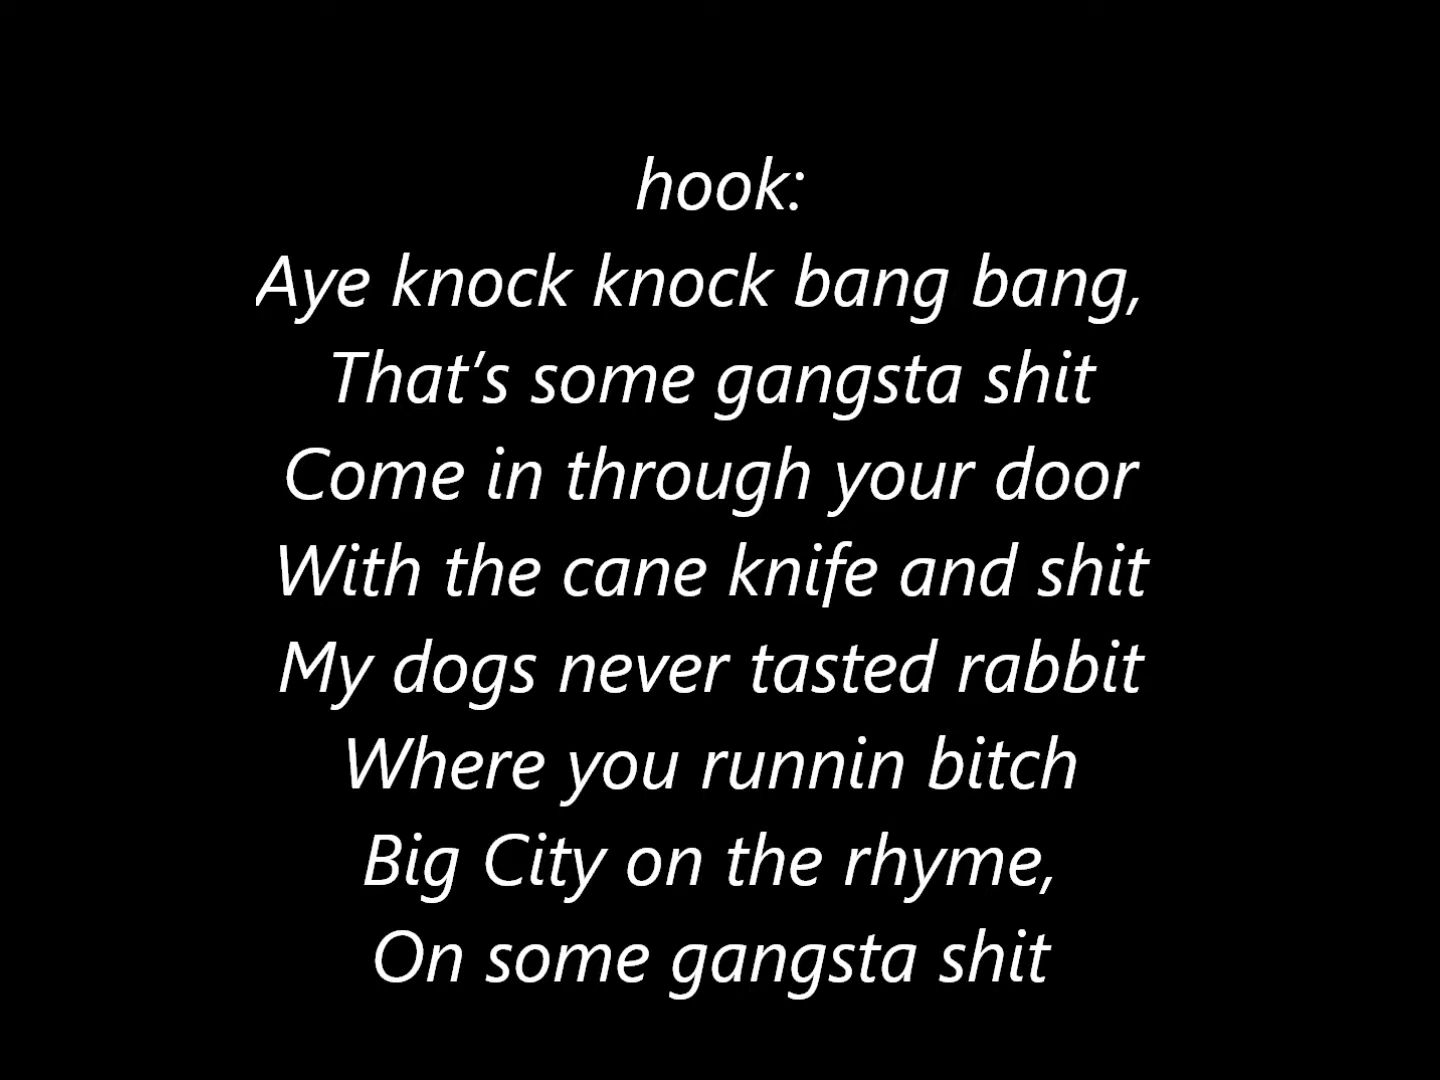 hook:
Aye knock knock bang bang,
That’s some gangsta shit
Come in through your door
With the cane knife and shit
My dogs never tasted rabbit
Where you runnin bitch
Big City on the rhyme,
On some gangsta shit